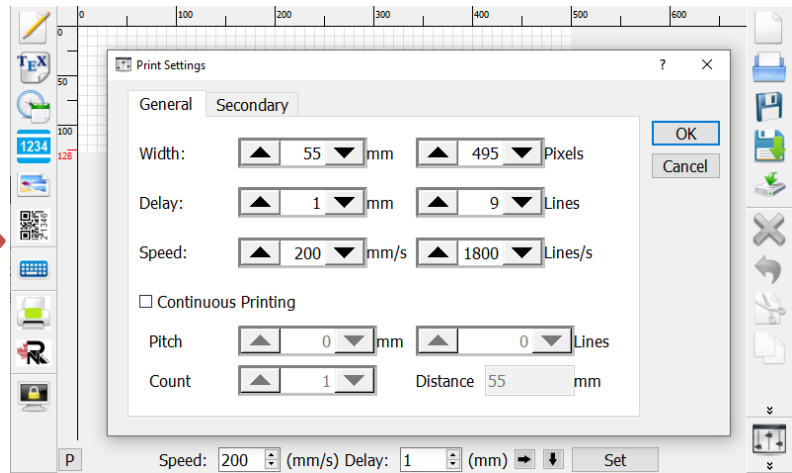 0 100 200 300 400 500 600
0
50
100
128
TEX
1234
Print Settings ? ×
General Secondary
OK
Cancel
Width: 55 mm 495 Pixels
Delay: 1 mm 9 Lines
Speed: 200 mm/s 1800 Lines/s
Continuous Printing
Pitch 0 mm 0 Lines
Count 1 Distance 55 mm
P Speed: 200 (mm/s) Delay: 1 (mm) Set